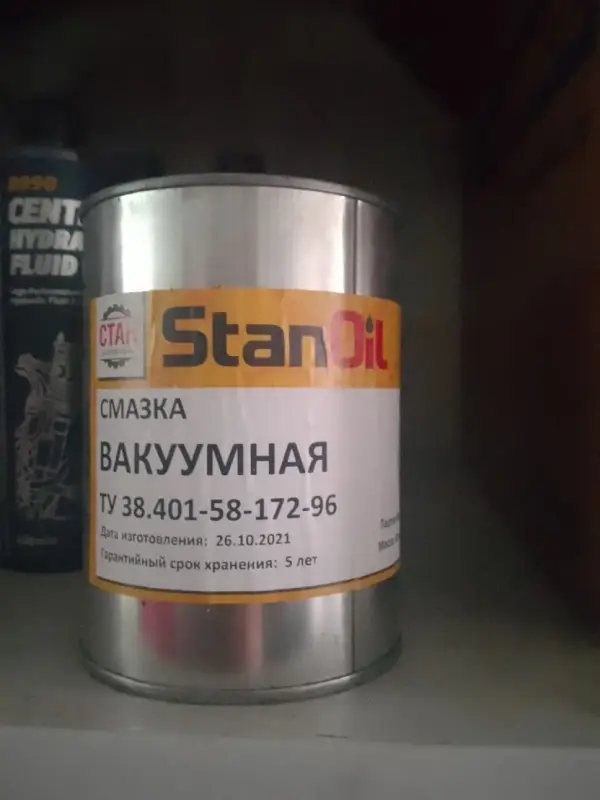 8990
CENT
HYDRA
FLUID
СТАН
StanOil
СМАЗКА
ВАКУУМНАЯ
ТУ 38.401-58-172-96
Дата изготовления: 26.10.2021
Гарантийный срок хранения: 5 лет